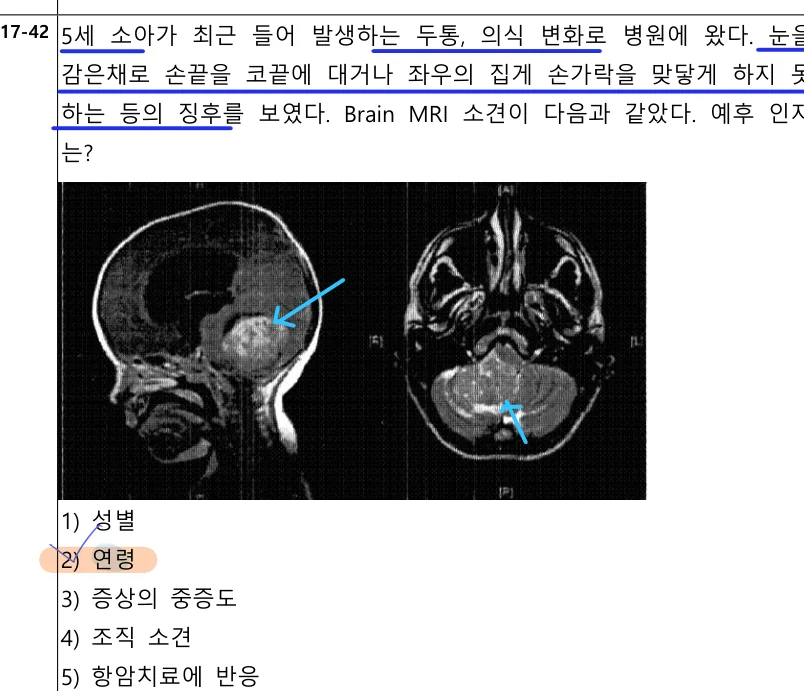 17-42 5세 소아가 최근 들어 발생하는 두통, 의식 변화로 병원에 왔다. 눈을
감은채로 손끝을 코끝에 대거나 좌우의 집게 손가락을 맞닿게 하지 못
하는 등의 징후를 보였다. Brain MRI 소견이 다음과 같았다. 예후 인자
는?
[A]
[R]
[L]
[P]
1) 성별
2) 연령
3) 증상의 중증도
4) 조직 소견
5) 항암치료에 반응